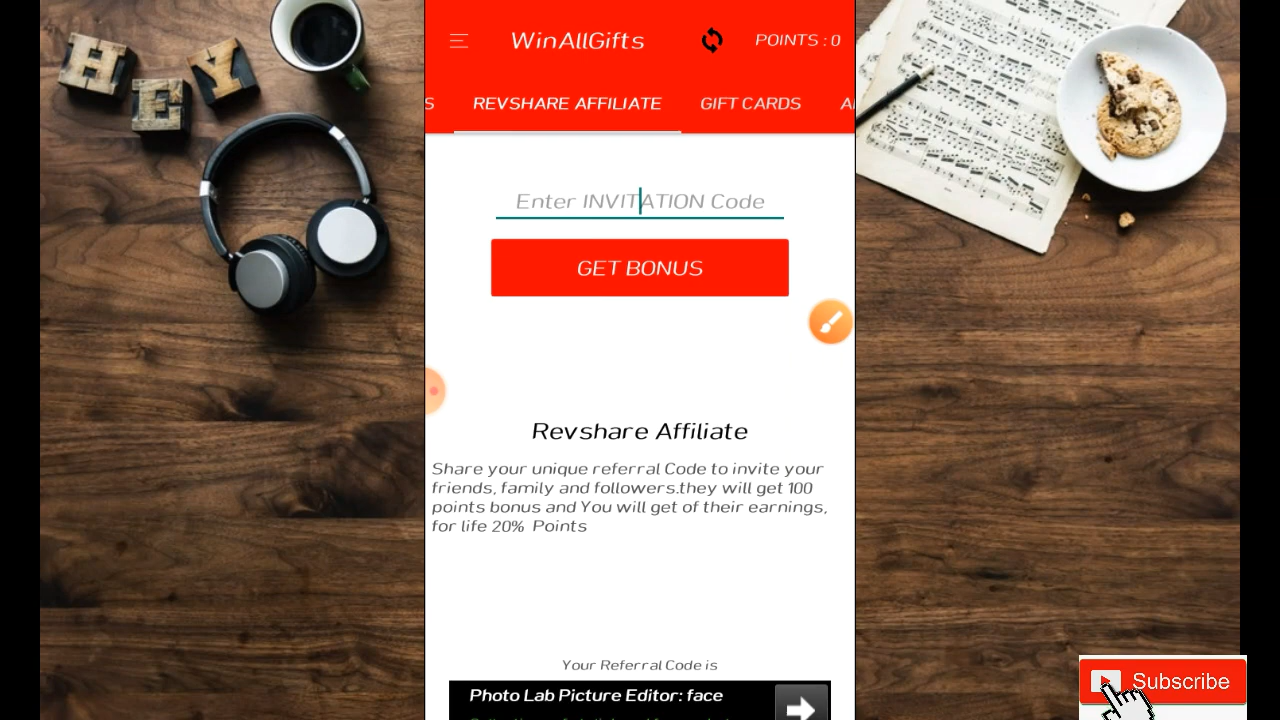 HEY
WinAllGifts
POINTS : 0
S
REVSHARE AFFILIATE
GIFT CARDS
Enter INVITATION Code
GET BONUS
Revshare Affiliate
Share your unique referral Code to invite your
friends, family and followers.they will get 100
points bonus and You will get of their earnings,
for life 20% Points
Your Referral Code is
Photo Lab Picture Editor: face
Subscribe